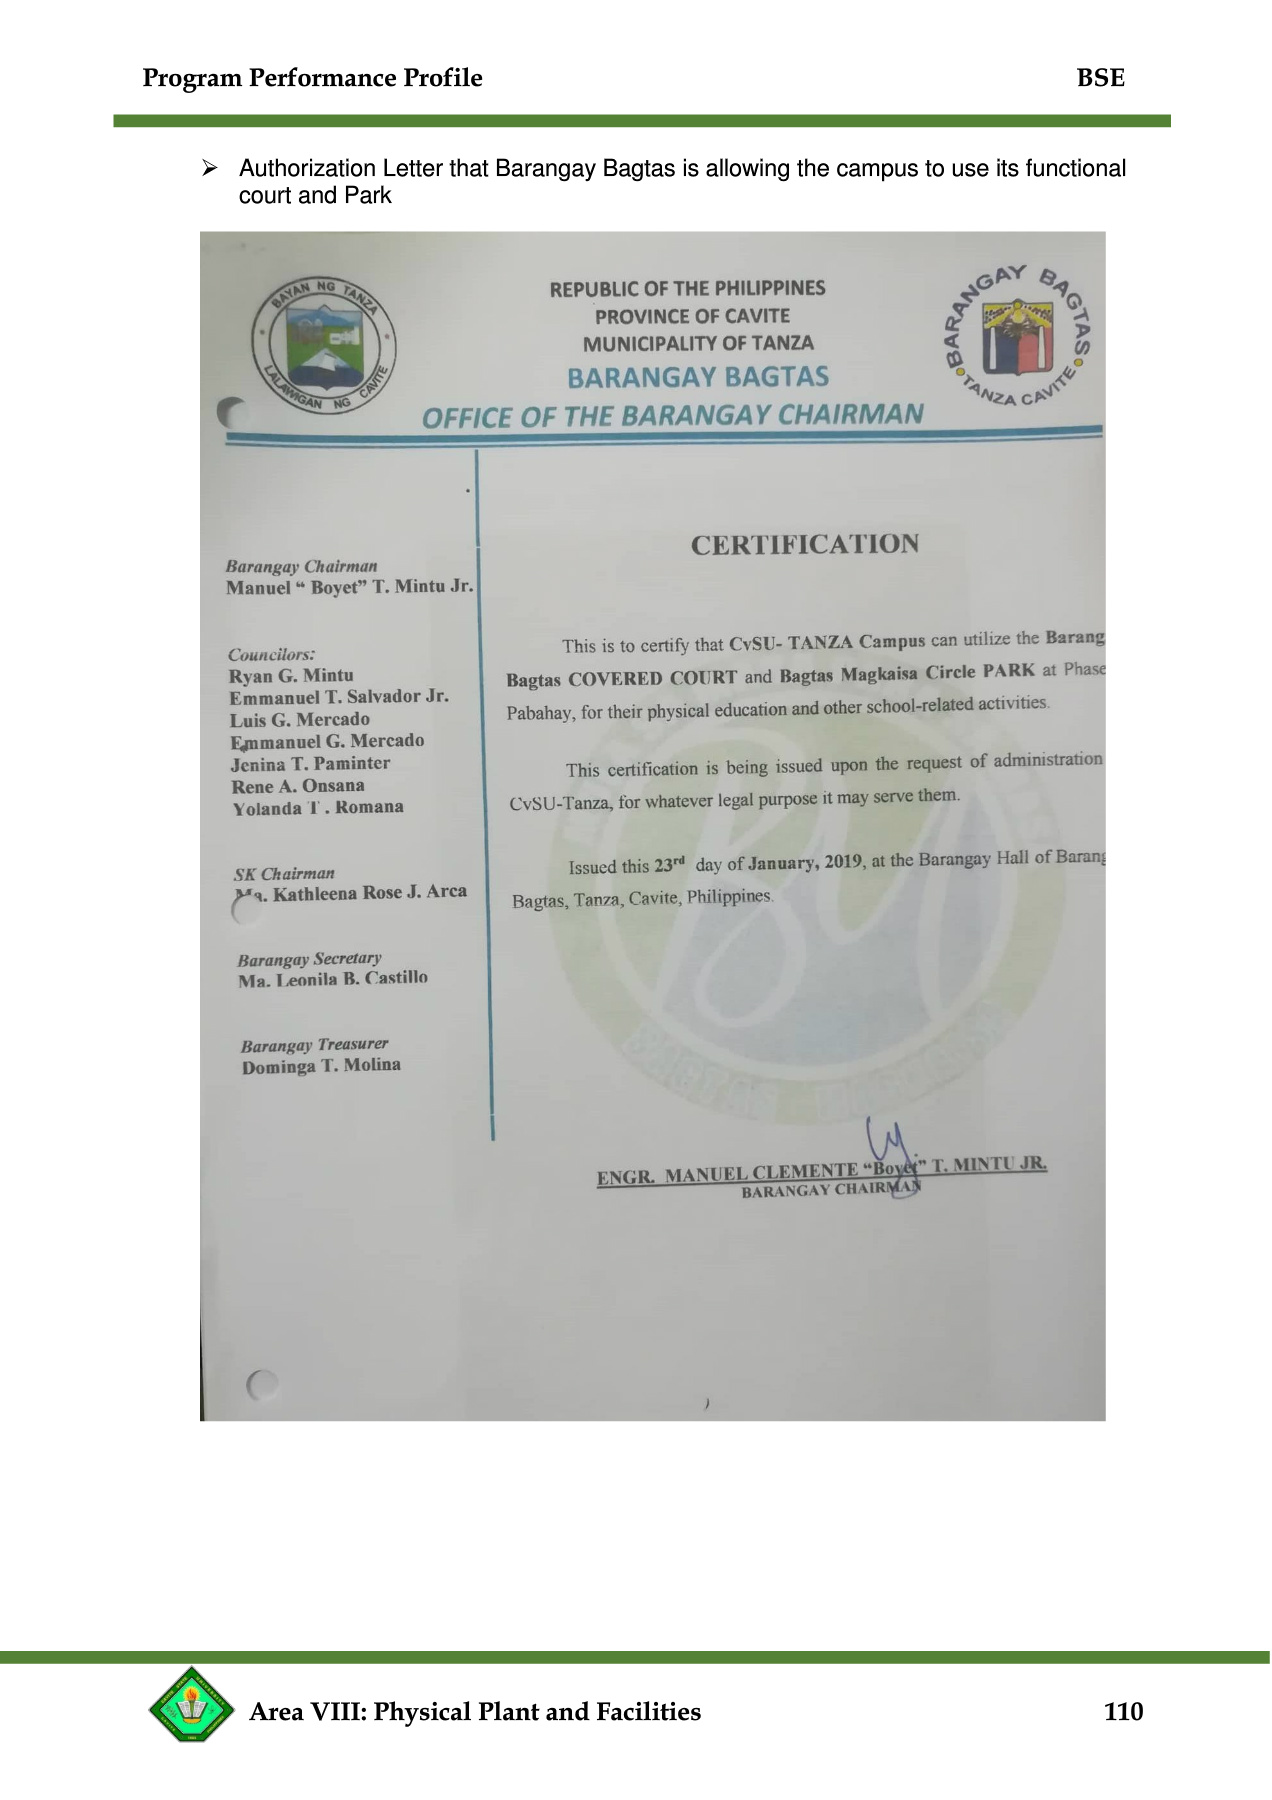 Program Performance Profile BSE
➢ Authorization Letter that Barangay Bagtas is allowing the campus to use its functional
court and Park
BAYAN NG TANZA
LALAWIGAN NG CAVITE
REPUBLIC OF THE PHILIPPINES
PROVINCE OF CAVITE
MUNICIPALITY OF TANZA
BARANGAY BAGTAS
OFFICE OF THE BARANGAY CHAIRMAN
BARANGAY BAGTAS
TANZA CAVITE
Barangay Chairman
Manuel “ Boyet” T. Mintu Jr.
Councilors:
Ryan G. Mintu
Emmanuel T. Salvador Jr.
Luis G. Mercado
Emmanuel G. Mercado
Jenina T. Paminter
Rene A. Onsana
Yolanda T . Romana
SK Chairman
Ma. Kathleena Rose J. Arca
Barangay Secretary
Ma. Leonila B. Castillo
Barangay Treasurer
Dominga T. Molina
CERTIFICATION
This is to certify that CvSU- TANZA Campus can utilize the Barang
Bagtas COVERED COURT and Bagtas Magkaisa Circle PARK at Phase
Pabahay, for their physical education and other school-related activities.
This certification is being issued upon the request of administration
CvSU-Tanza, for whatever legal purpose it may serve them.
Issued this 23rd day of January, 2019, at the Barangay Hall of Barang
Bagtas, Tanza, Cavite, Philippines.
ENGR. MANUEL CLEMENTE “Boyet” T. MINTU JR.
BARANGAY CHAIRMAN
Area VIII: Physical Plant and Facilities 110